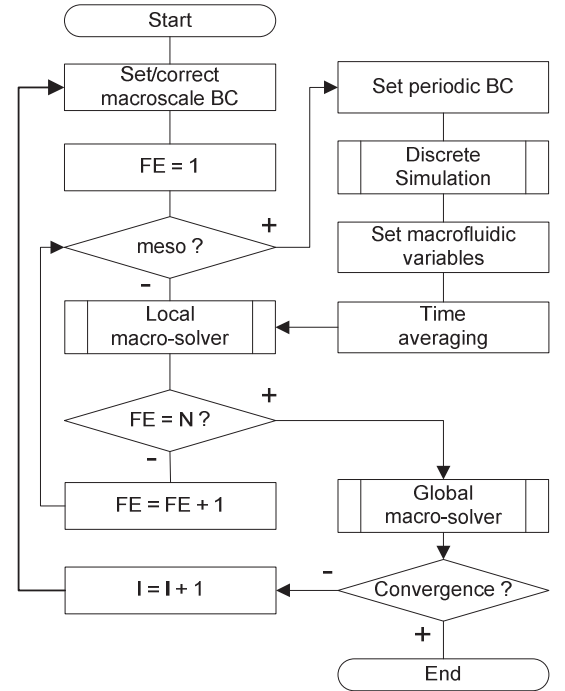 Start
Set/correct
macroscale BC
FE = 1
meso ?
+
-
Set periodic BC
Discrete
Simulation
Set macrofluidic
variables
Time
averaging
Local
macro-solver
FE = N ?
+
-
FE = FE + 1
Global
macro-solver
Convergence ?
-
+
I = I + 1
End